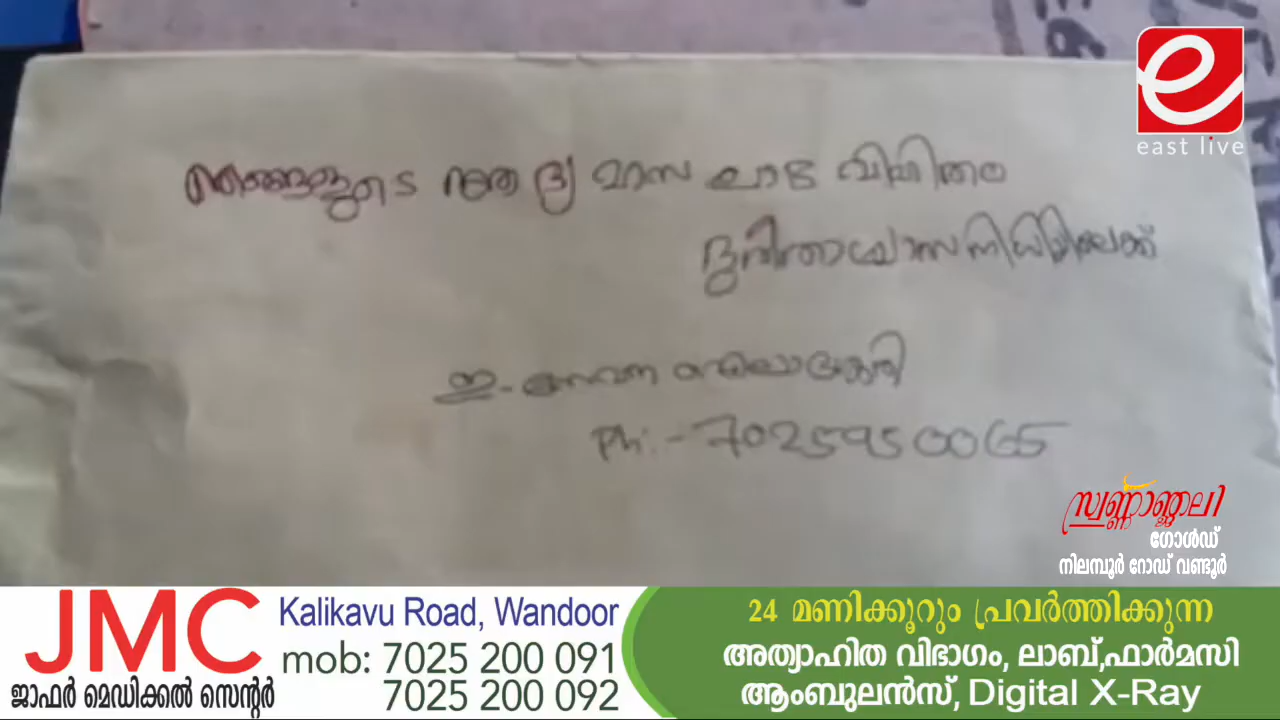 e
east live
ഞങ്ങളുടെ ആദ്യ മാസ ലാഭ വിഹിതം
ദുരിതാശ്വാസനിധിയിലേക്ക്
ഇ-
Ph:-7025950065
സ്വർണ്ണാഞ്ജലി
ഗോൾഡ്
നിലമ്പൂർ റോഡ് വണ്ടൂർ
JMC
ജാഫർ മെഡിക്കൽ സെന്റർ
Kalikavu Road, Wandoor
mob: 7025 200 091
7025 200 092
24 മണിക്കൂറും പ്രവർത്തിക്കുന്ന
അത്യാഹിത വിഭാഗം, ലാബ്,ഫാർമസി
ആംബുലൻസ്, Digital X-Ray